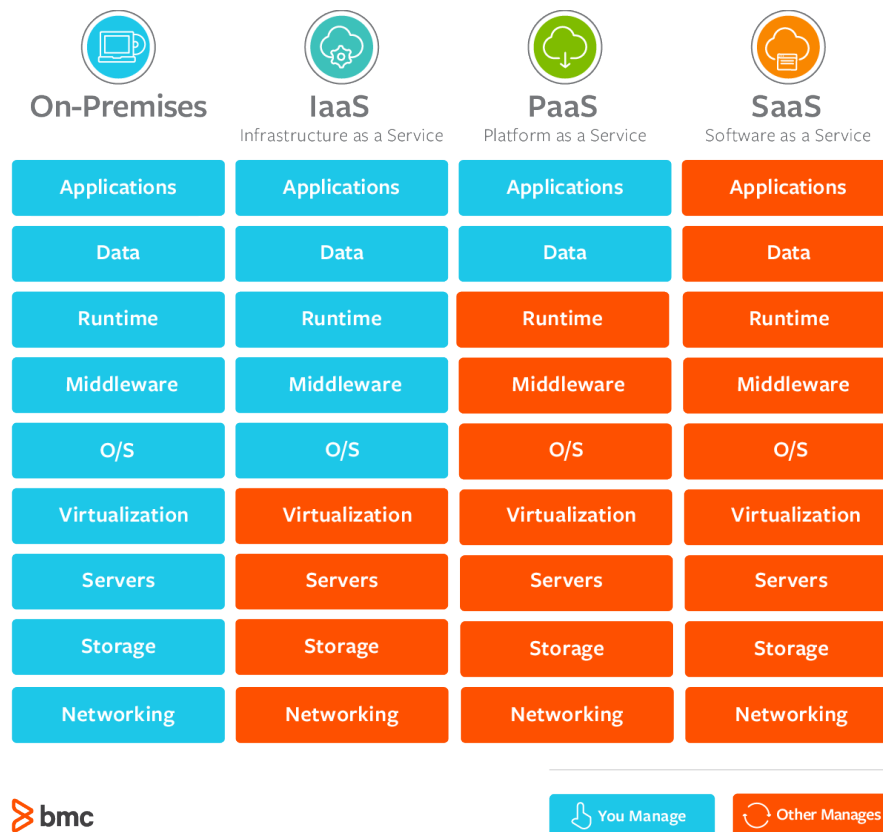 On-Premises IaaS PaaS SaaS
Infrastructure as a Service Platform as a Service Software as a Service
Applications Applications Applications Applications
Data Data Data Data
Runtime Runtime Runtime Runtime
Middleware Middleware Middleware Middleware
O/S O/S O/S O/S
Virtualization Virtualization Virtualization Virtualization
Servers Servers Servers Servers
Storage Storage Storage Storage
Networking Networking Networking Networking
bmc You Manage Other Manages